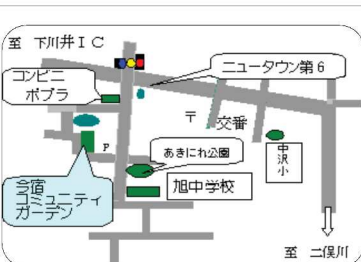 至 下川井IC
コンビニ
ポプラ
ニュータウン第6
〒
交番
中沢小
P
あきにれ公園
今宿
コミュニティ
ガーデン
旭中学校
至 二俣川